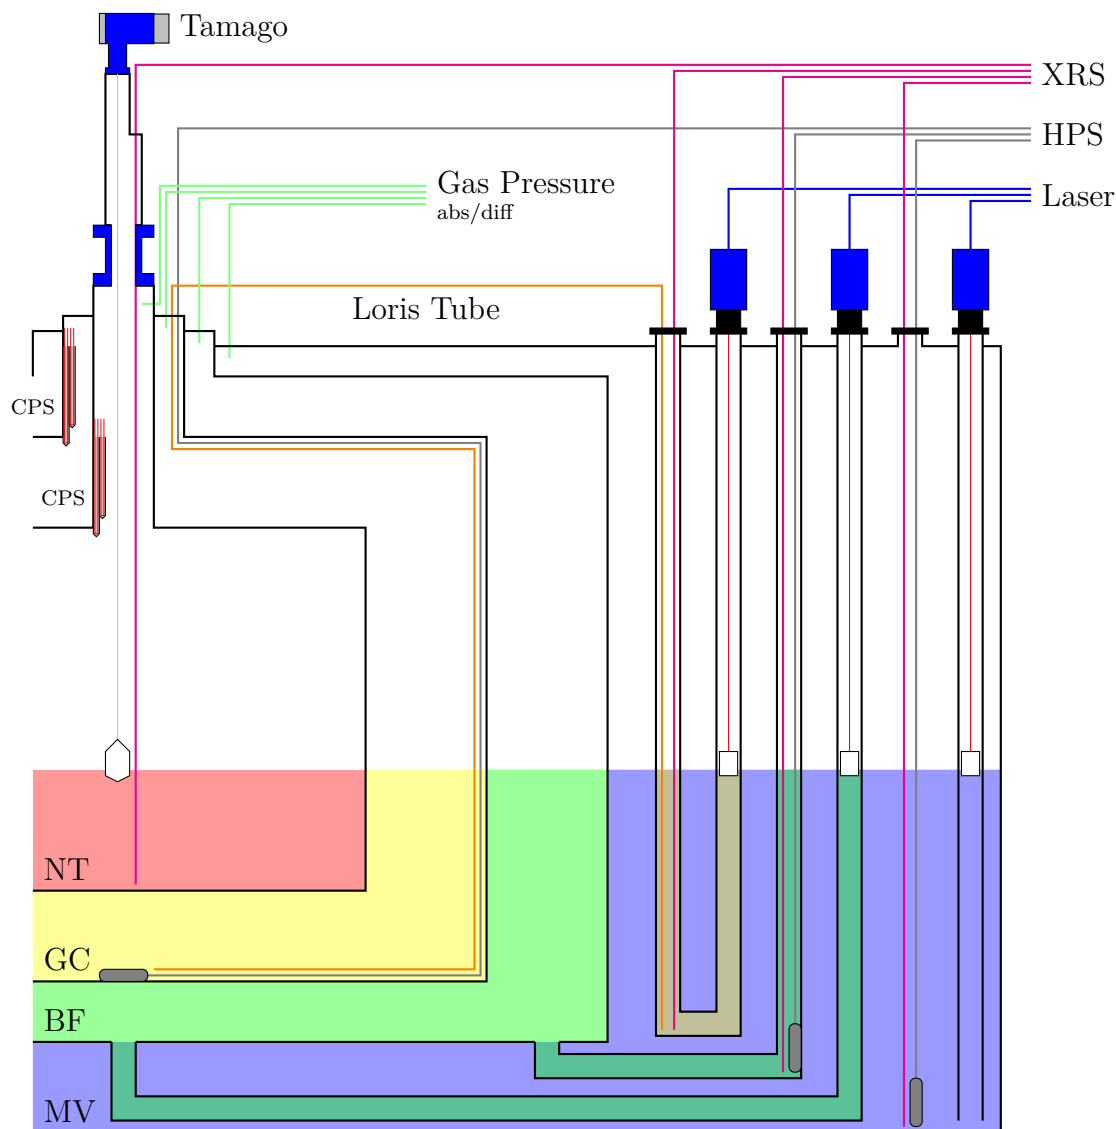 Tamago
XRS
HPS
Gas Pressure
abs/diff
Laser
Loris Tube
CPS
CPS
NT
GC
BF
MV